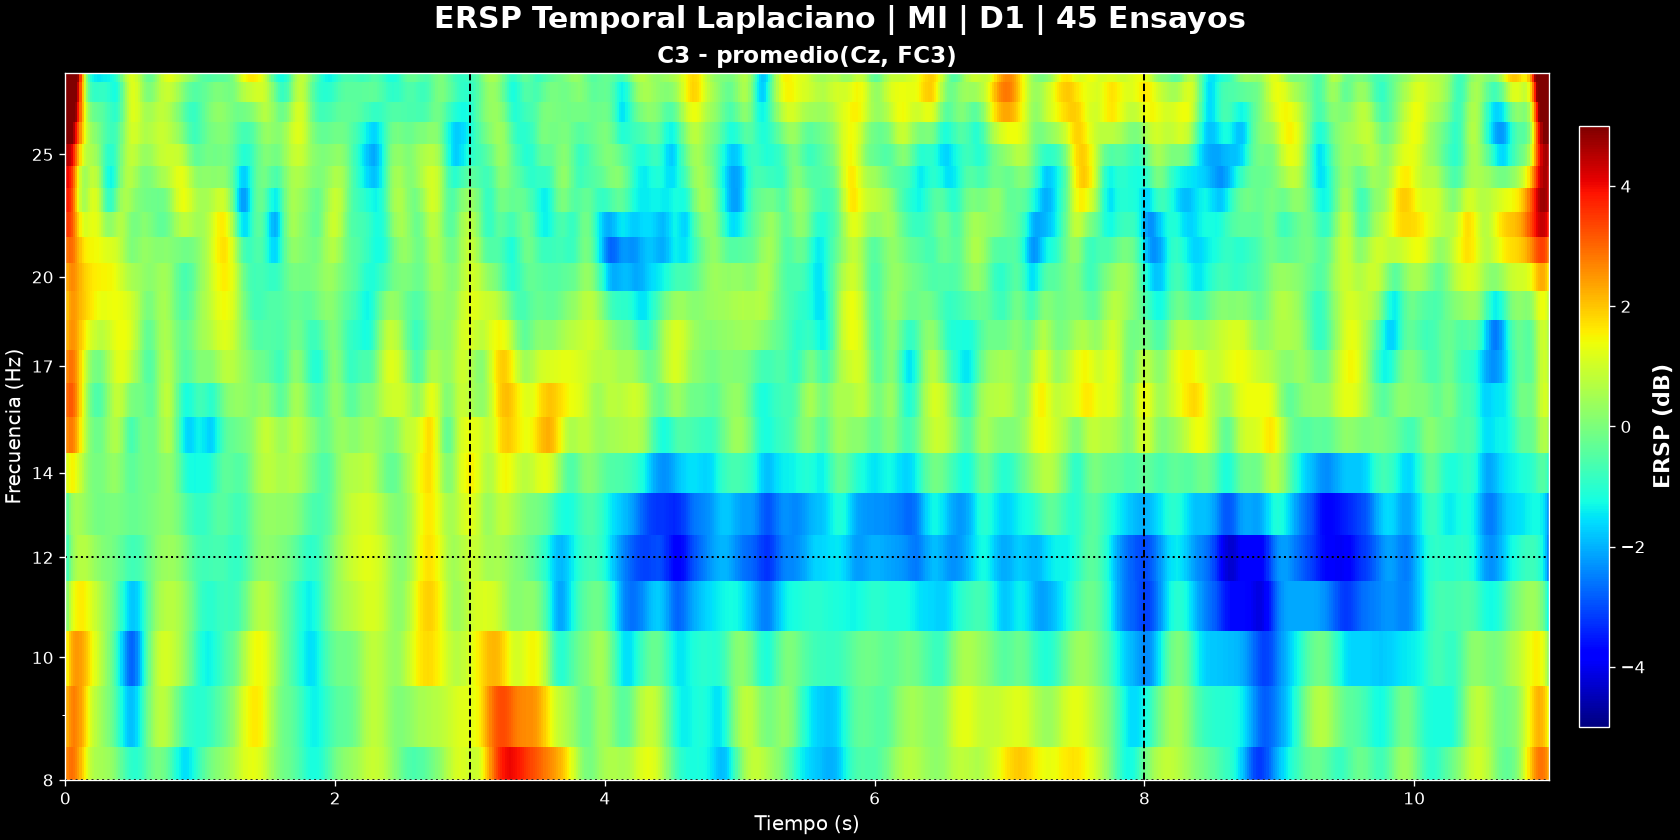 ERSP Temporal Laplaciano | MI | D1 | 45 Ensayos
C3 - promedio(Cz, FC3)
Frecuencia (Hz)
25
20
17
14
12
10
8
0 2 4 6 8 10
Tiempo (s)
4
2
0
−2
−4
ERSP (dB)